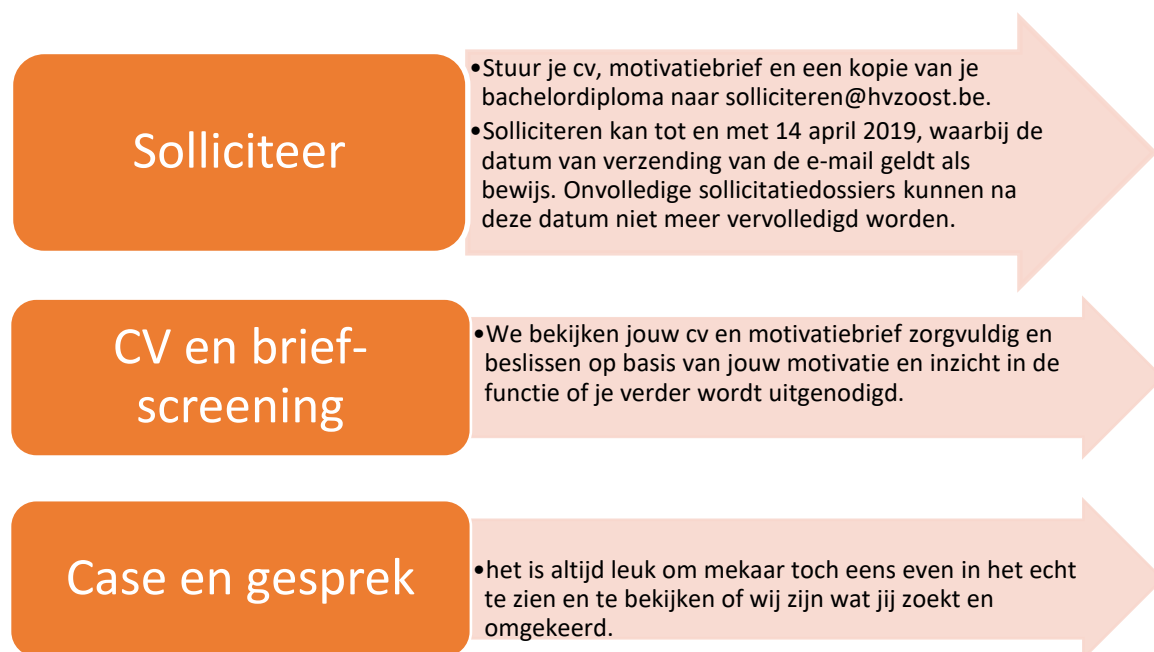 Solliciteer
•Stuur je cv, motivatiebrief en een kopie van je
bachelordiploma naar solliciteren@hvzoost.be.
•Solliciteren kan tot en met 14 april 2019, waarbij de
datum van verzending van de e-mail geldt als
bewijs. Onvolledige sollicitatiedossiers kunnen na
deze datum niet meer vervolledigd worden.
CV en brief-
screening
•We bekijken jouw cv en motivatiebrief zorgvuldig en
beslissen op basis van jouw motivatie en inzicht in de
functie of je verder wordt uitgenodigd.
Case en gesprek
•het is altijd leuk om mekaar toch eens even in het echt
te zien en te bekijken of wij zijn wat jij zoekt en
omgekeerd.